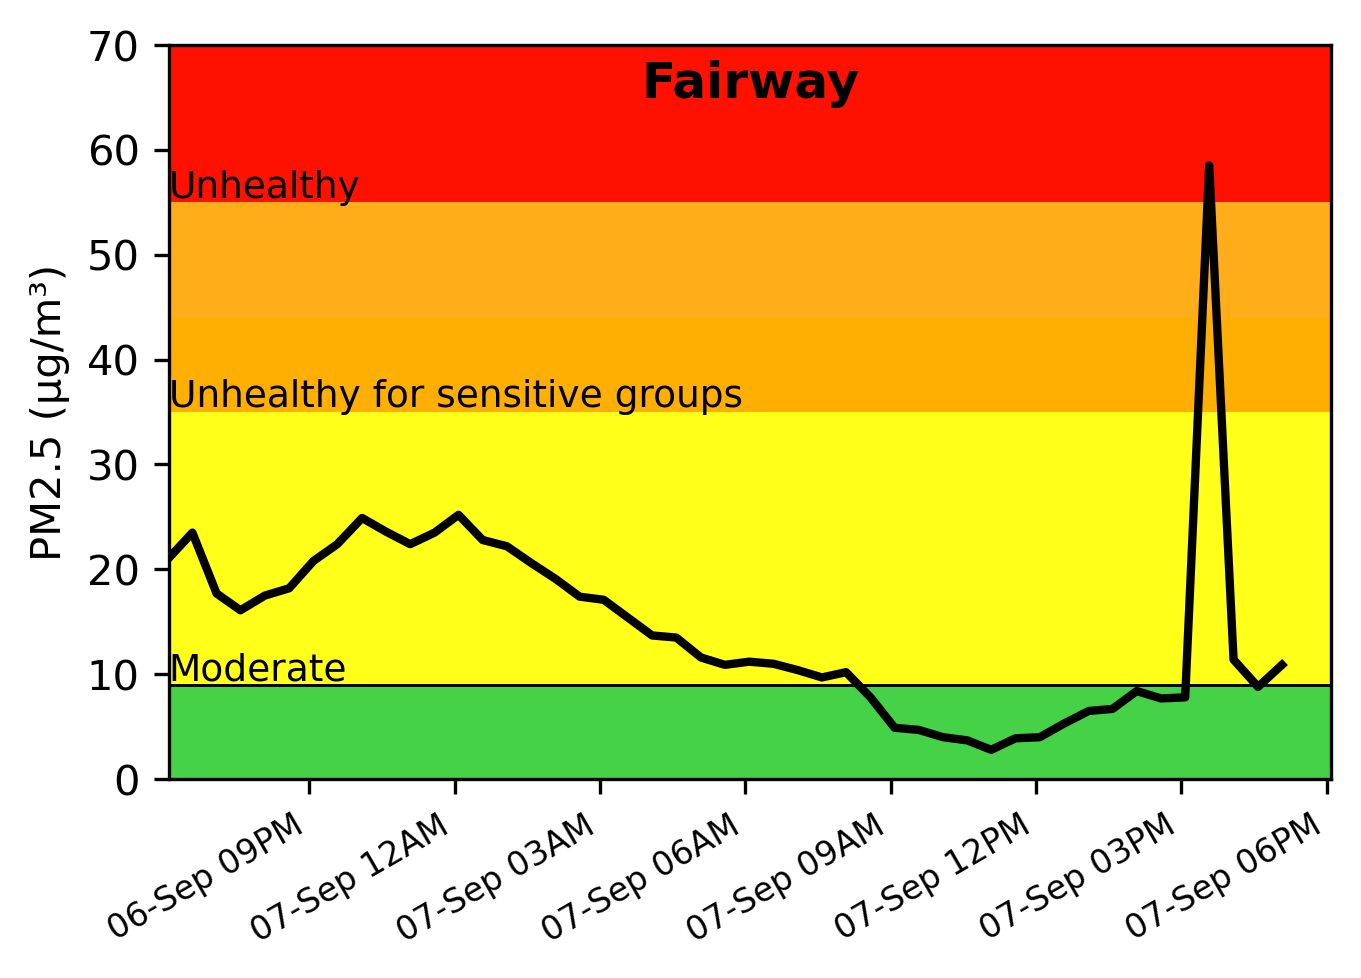 Fairway
70
60
50
40
30
20
10
0
PM2.5 (µg/m³)
Unhealthy
Unhealthy for sensitive groups
Moderate
06-Sep 09PM
07-Sep 12AM
07-Sep 03AM
07-Sep 06AM
07-Sep 09AM
07-Sep 12PM
07-Sep 03PM
07-Sep 06PM